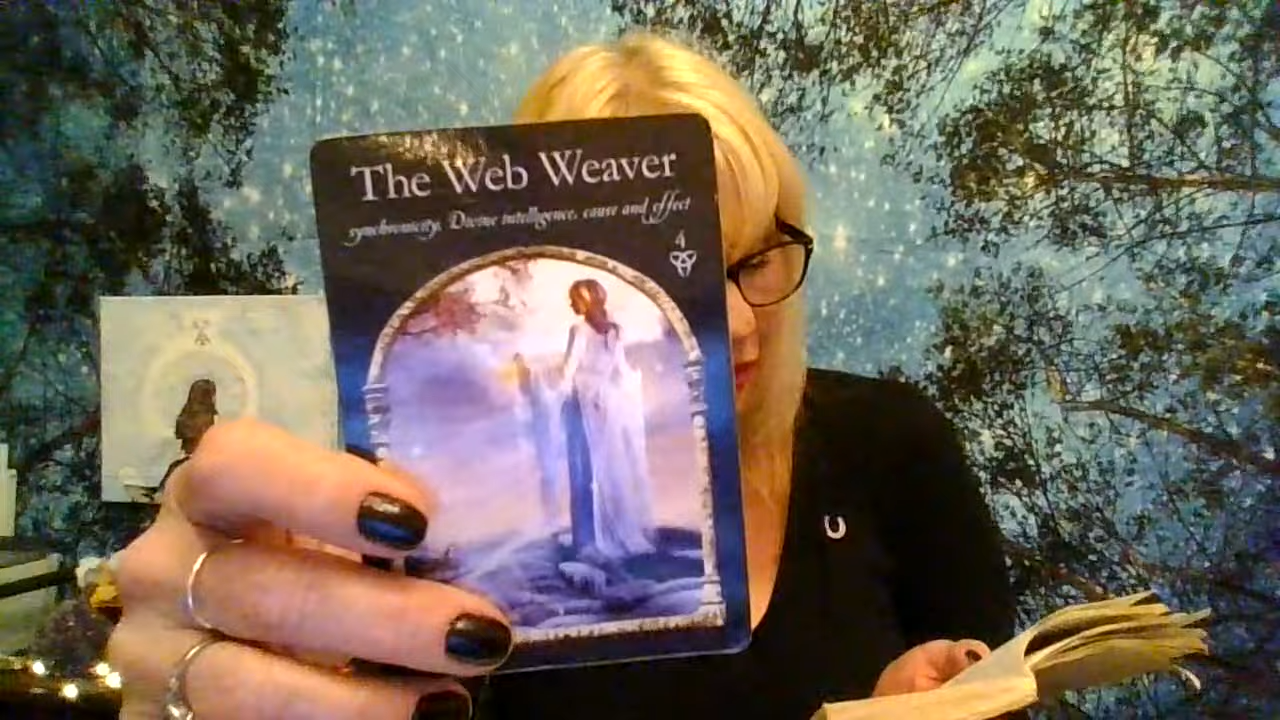 The Web Weaver
synchronicity, Divine intelligence, cause and effect
4